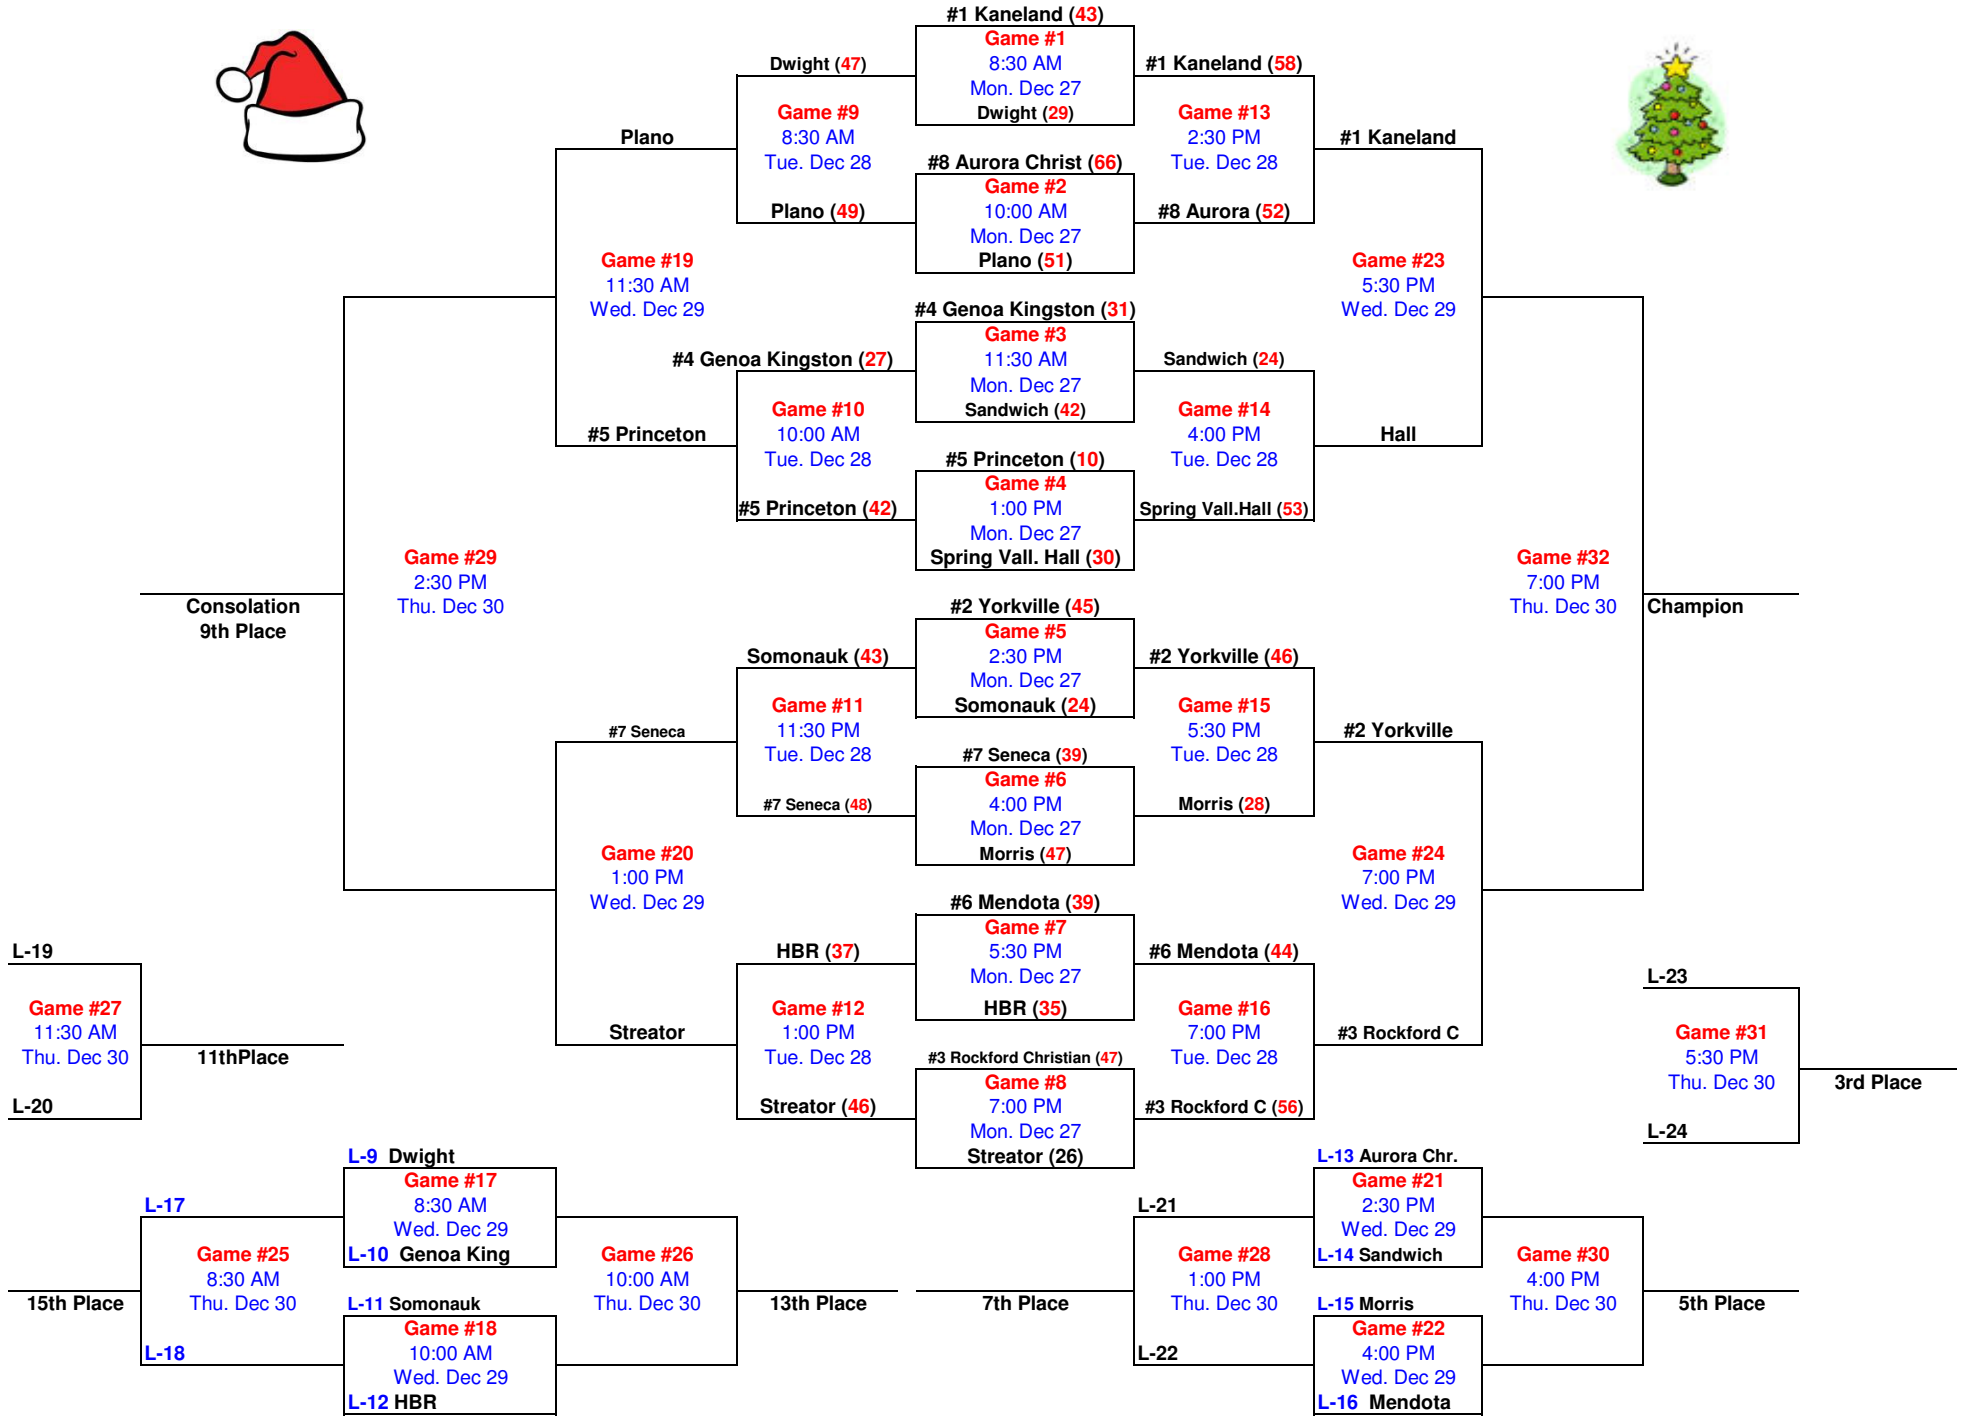 #1 Kaneland (43)
Game #1
8:30 AM
Mon. Dec 27
Dwight (29)
Dwight (47)
#1 Kaneland (58)
Game #9
8:30 AM
Tue. Dec 28
Game #13
2:30 PM
Tue. Dec 28
Plano
#1 Kaneland
#8 Aurora Christ (66)
Game #2
10:00 AM
Mon. Dec 27
Plano (51)
Plano (49)
#8 Aurora (52)
Game #19
11:30 AM
Wed. Dec 29
Game #23
5:30 PM
Wed. Dec 29
#4 Genoa Kingston (31)
Game #3
11:30 AM
Mon. Dec 27
Sandwich (42)
#4 Genoa Kingston (27)
Sandwich (24)
Game #10
10:00 AM
Tue. Dec 28
Game #14
4:00 PM
Tue. Dec 28
#5 Princeton
Hall
#5 Princeton (10)
Game #4
1:00 PM
Mon. Dec 27
Spring Vall. Hall (30)
#5 Princeton (42)
Spring Vall.Hall (53)
Game #29
2:30 PM
Thu. Dec 30
Game #32
7:00 PM
Thu. Dec 30
Consolation
9th Place
Champion
#2 Yorkville (45)
Game #5
2:30 PM
Mon. Dec 27
Somonauk (24)
Somonauk (43)
#2 Yorkville (46)
Game #11
11:30 PM
Tue. Dec 28
Game #15
5:30 PM
Tue. Dec 28
#7 Seneca
#2 Yorkville
#7 Seneca (39)
Game #6
4:00 PM
Mon. Dec 27
Morris (47)
#7 Seneca (48)
Morris (28)
Game #20
1:00 PM
Wed. Dec 29
Game #24
7:00 PM
Wed. Dec 29
#6 Mendota (39)
Game #7
5:30 PM
Mon. Dec 27
HBR (35)
HBR (37)
#6 Mendota (44)
Game #12
1:00 PM
Tue. Dec 28
Game #16
7:00 PM
Tue. Dec 28
Streator
#3 Rockford C
#3 Rockford Christian (47)
Game #8
7:00 PM
Mon. Dec 27
Streator (26)
Streator (46)
#3 Rockford C (56)
L-19
Game #27
11:30 AM
Thu. Dec 30
L-20
11thPlace
L-23
Game #31
5:30 PM
Thu. Dec 30
L-24
3rd Place
L-9 Dwight
Game #17
8:30 AM
Wed. Dec 29
L-10 Genoa King
L-17
Game #25
8:30 AM
Thu. Dec 30
L-18
15th Place
Game #26
10:00 AM
Thu. Dec 30
13th Place
L-11 Somonauk
Game #18
10:00 AM
Wed. Dec 29
L-12 HBR
L-13 Aurora Chr.
Game #21
2:30 PM
Wed. Dec 29
L-14 Sandwich
L-21
Game #28
1:00 PM
Thu. Dec 30
L-22
7th Place
Game #30
4:00 PM
Thu. Dec 30
5th Place
L-15 Morris
Game #22
4:00 PM
Wed. Dec 29
L-16 Mendota